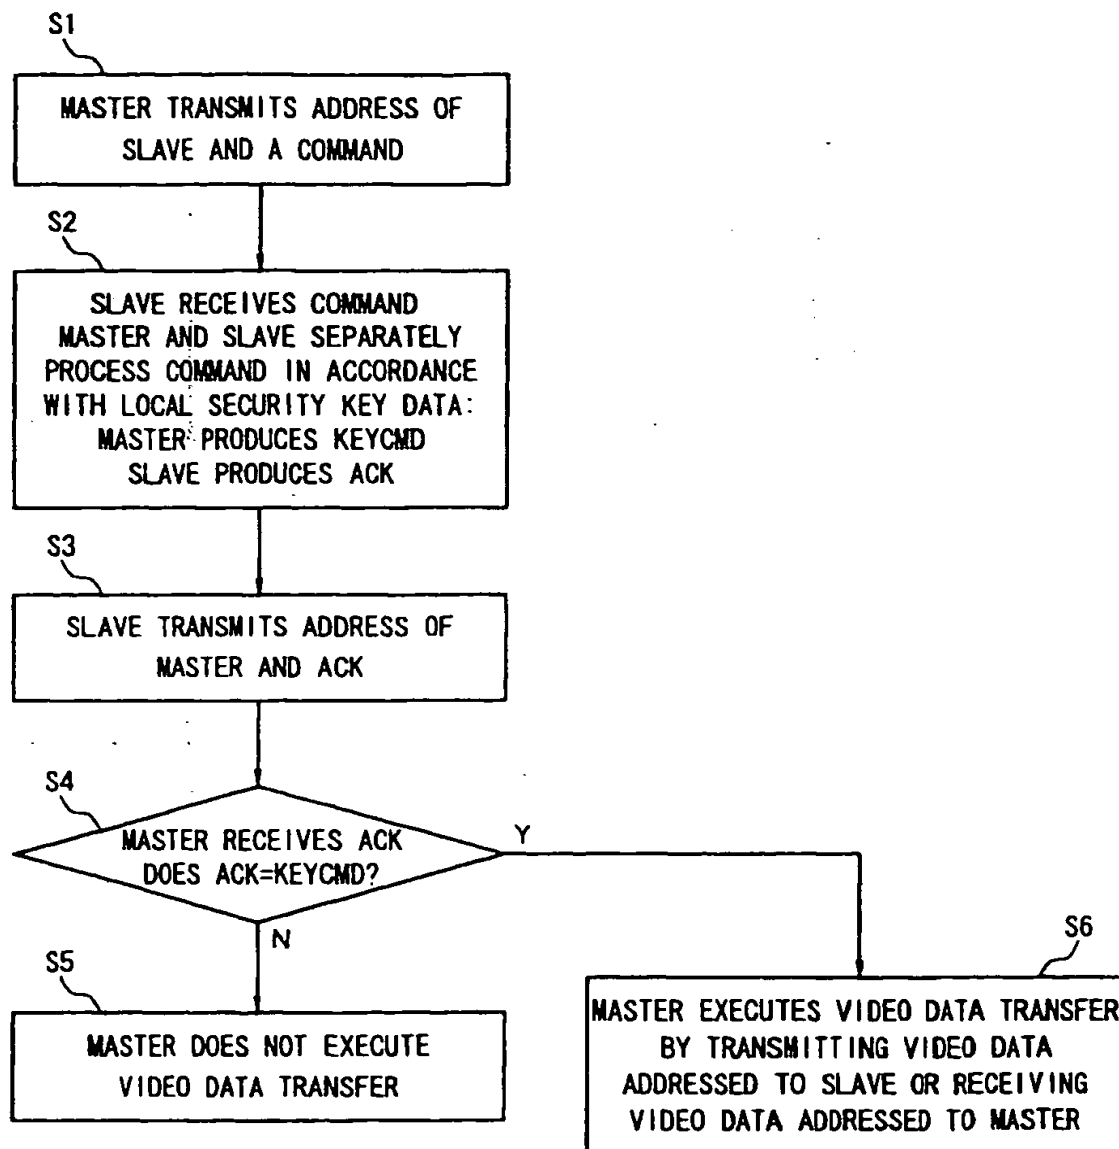 S1
MASTER TRANSMITS ADDRESS OF
SLAVE AND A COMMAND
S2
SLAVE RECEIVES COMMAND
MASTER AND SLAVE SEPARATELY
PROCESS COMMAND IN ACCORDANCE
WITH LOCAL SECURITY KEY DATA:
MASTER PRODUCES KEYCMD
SLAVE PRODUCES ACK
S3
SLAVE TRANSMITS ADDRESS OF
MASTER AND ACK
S4
MASTER RECEIVES ACK
DOES ACK=KEYCMD?
Y
N
S5
MASTER DOES NOT EXECUTE
VIDEO DATA TRANSFER
S6
MASTER EXECUTES VIDEO DATA TRANSFER
BY TRANSMITTING VIDEO DATA
ADDRESSED TO SLAVE OR RECEIVING
VIDEO DATA ADDRESSED TO MASTER